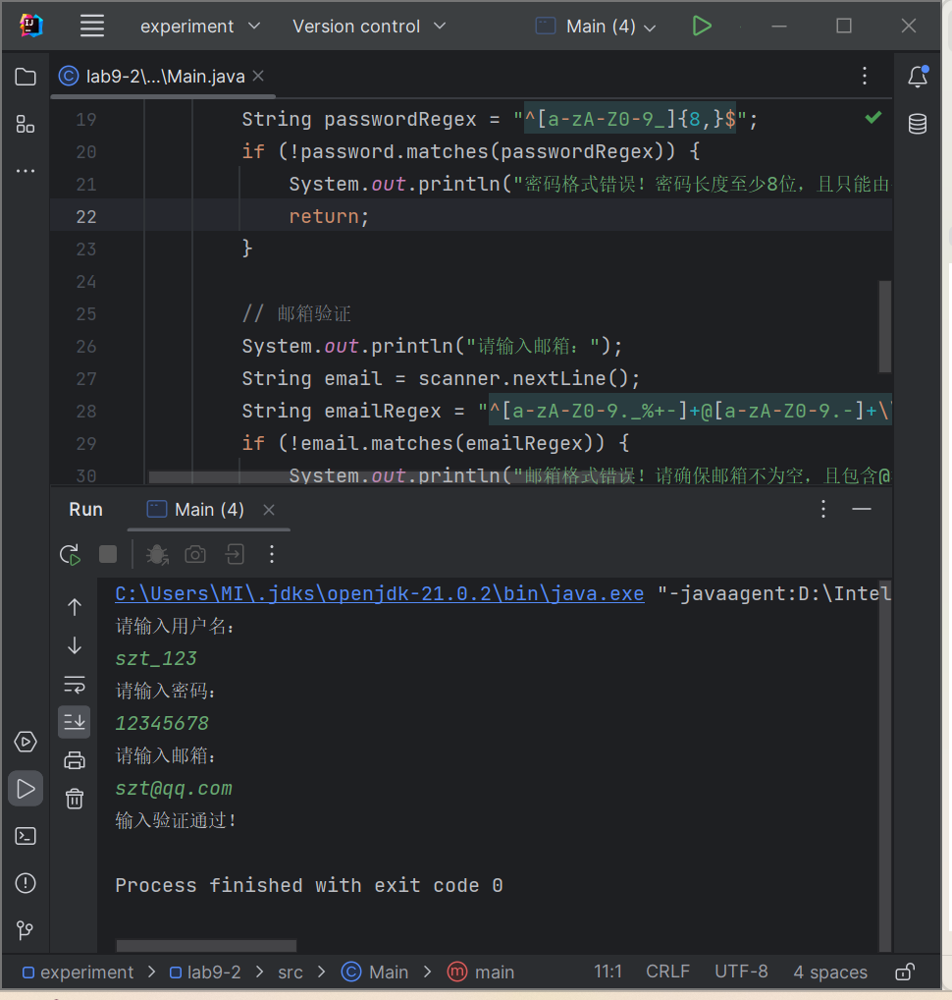 experiment Version control Main (4)
lab9-2\...\Main.java
19 String passwordRegex = "^[a-zA-Z0-9_]{8,}$";
20 if (!password.matches(passwordRegex)) {
21 System.out.println("密码格式错误！密码长度至少8位，且只能由
22 return;
23 }
24
25 // 邮箱验证
26 System.out.println("请输入邮箱：");
27 String email = scanner.nextLine();
28 String emailRegex = "^[a-zA-Z0-9._%+-]+@[a-zA-Z0-9.-]+\
29 if (!email.matches(emailRegex)) {
30 System.out.println("邮箱格式错误！请确保邮箱不为空，且包含@
Run Main (4)
C:\Users\MI\.jdks\openjdk-21.0.2\bin\java.exe "-javaagent:D:\Intel
请输入用户名：
szt_123
请输入密码：
12345678
请输入邮箱：
szt@qq.com
输入验证通过！
Process finished with exit code 0
experiment > lab9-2 > src > Main > main 11:1 CRLF UTF-8 4 spaces